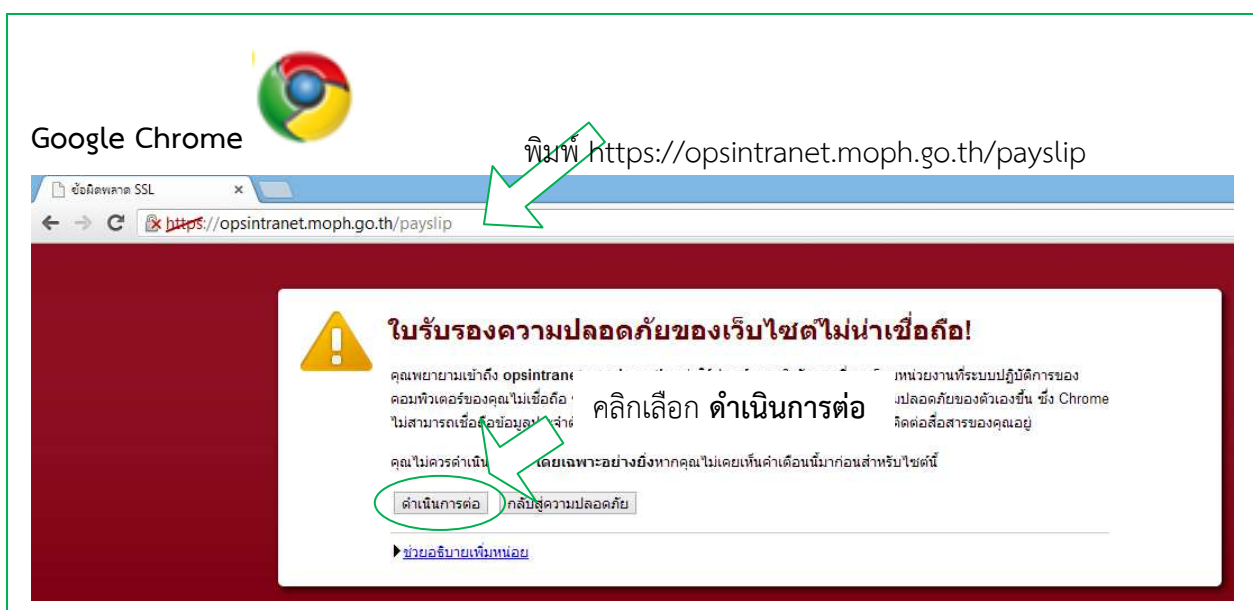 Google Chrome
พิมพ์ https://opsintranet.moph.go.th/payslip
ข้อผิดพลาด SSL
https://opsintranet.moph.go.th/payslip
ใบรับรองความปลอดภัยของเว็บไซต์ไม่น่าเชื่อถือ!
คุณพยายามเข้าถึง opsintrane หน่วยงานที่ระบบปฏิบัติการของ
คอมพิวเตอร์ของคุณไม่เชื่อถือ ปลอดภัยของตัวเองขึ้น ซึ่ง Chrome
คลิกเลือก ดำเนินการต่อ
ไม่สามารถเชื่อถือข้อมูล ติดต่อสื่อสารของคุณอยู่
คุณไม่ควรดำเนิน โดยเฉพาะอย่างยิ่งหากคุณไม่เคยเห็นคำเตือนนี้มาก่อนสำหรับไซต์นี้
ดำเนินการต่อ กลับสู่ความปลอดภัย
ช่วยอธิบายเพิ่มหน่อย